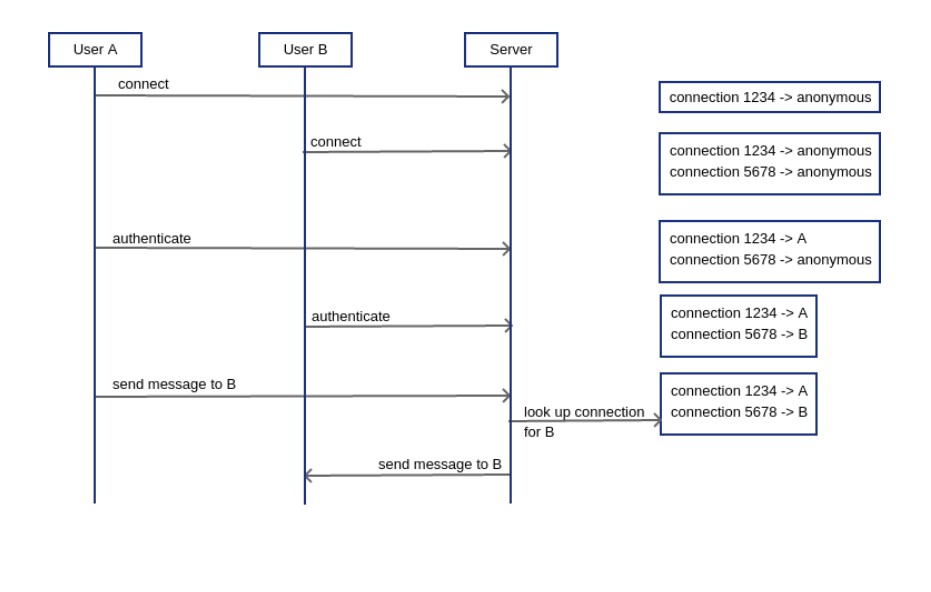 User A
User B
Server
connect
connection 1234 -> anonymous
connect
connection 1234 -> anonymous
connection 5678 -> anonymous
authenticate
connection 1234 -> A
connection 5678 -> anonymous
authenticate
connection 1234 -> A
connection 5678 -> B
send message to B
look up connection
for B
connection 1234 -> A
connection 5678 -> B
send message to B